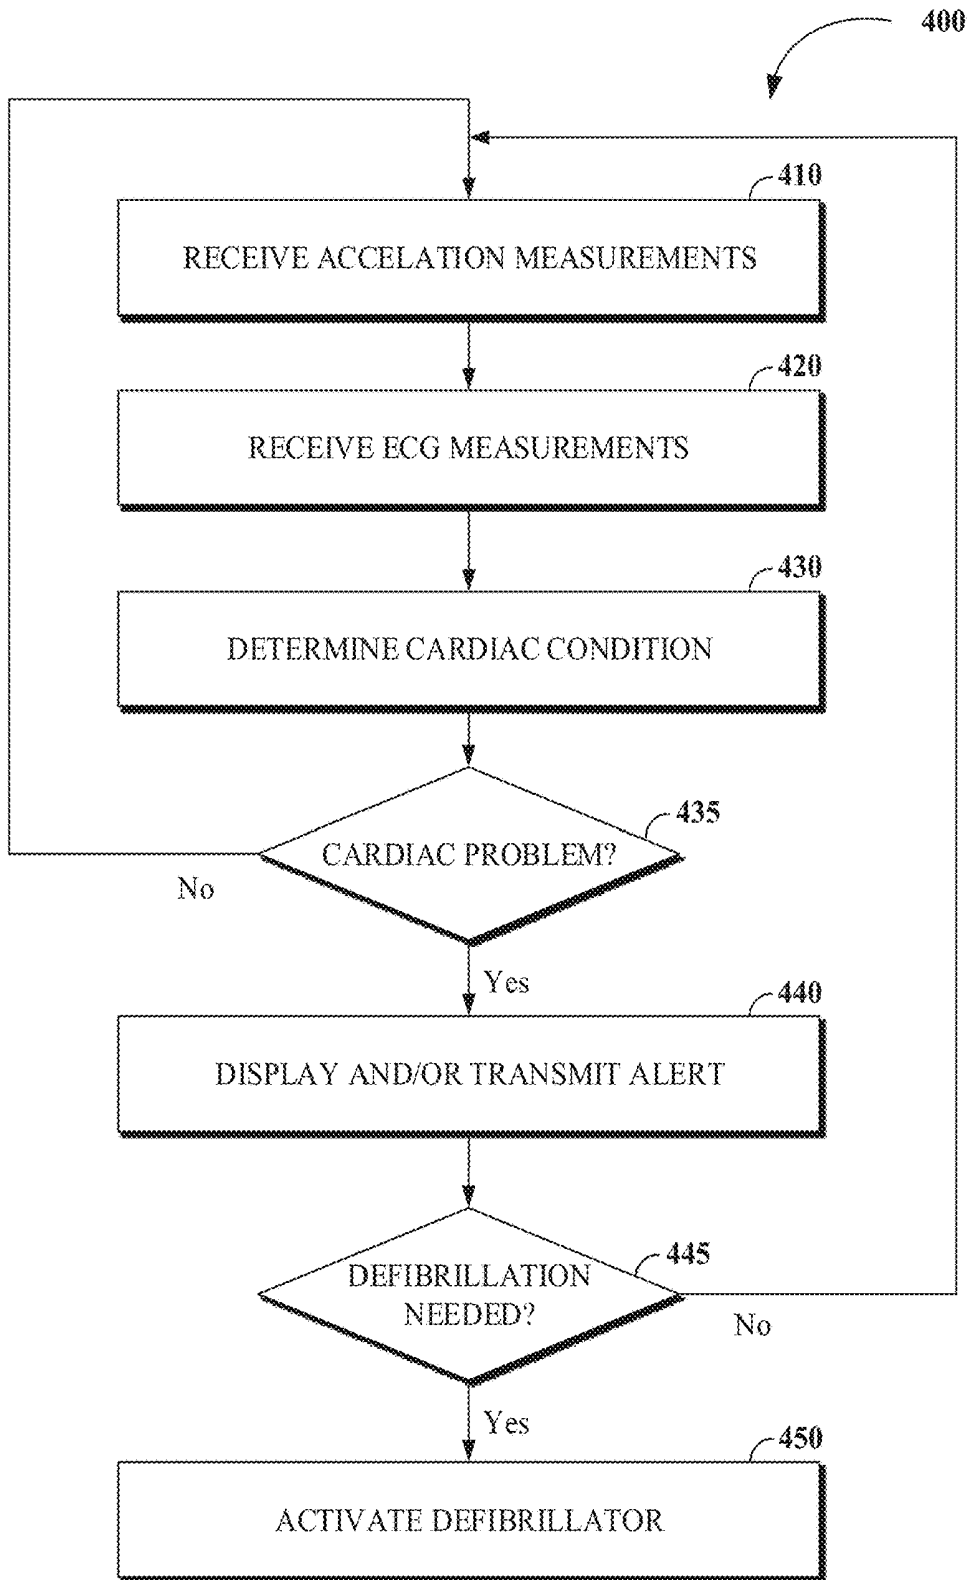 400
410
RECEIVE ACCELATION MEASUREMENTS
420
RECEIVE ECG MEASUREMENTS
430
DETERMINE CARDIAC CONDITION
435
CARDIAC PROBLEM?
No
Yes
440
DISPLAY AND/OR TRANSMIT ALERT
445
DEFIBRILLATION
NEEDED?
No
Yes
450
ACTIVATE DEFIBRILLATOR